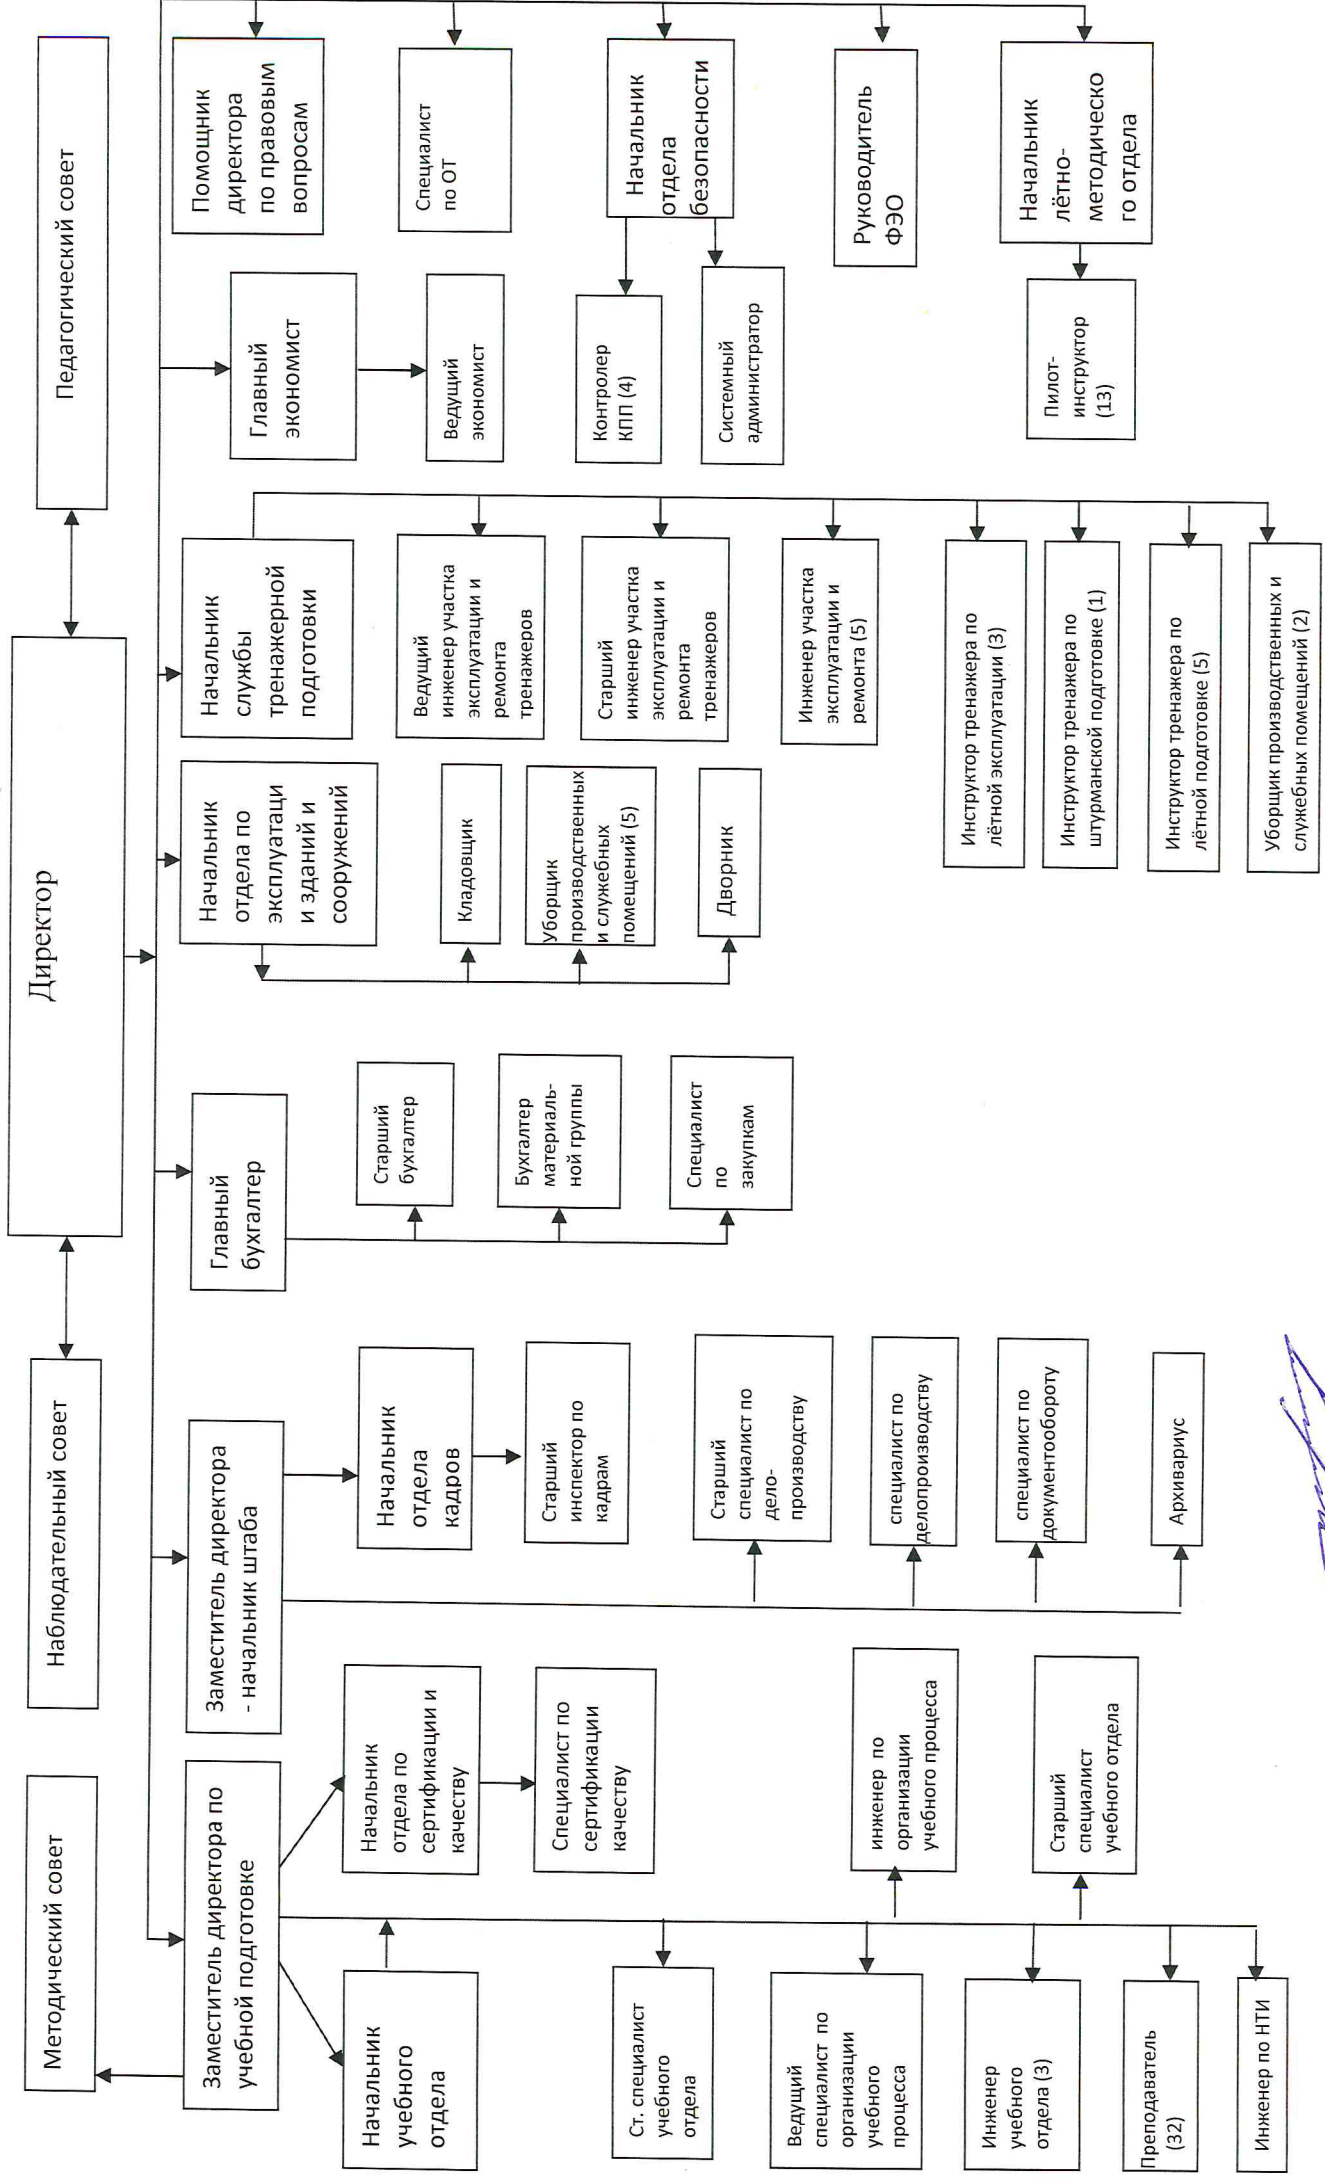 Директор
Методический совет
Наблюдательный совет
Педагогический совет
Заместитель директора по
учебной подготовке
Начальник
учебного
отдела
Начальник
отдела по
сертификации и
качеству
Специалист по
сертификации
качеству
Ст. специалист
учебного
отдела
Ведущий
специалист по
организации
учебного
процесса
инженер по
организации
учебного процесса
Инженер
учебного
отдела (3)
Старший
специалист
учебного отдела
Преподаватель
(32)
Инженер по НТИ
Заместитель директора
- начальник штаба
Начальник
отдела
кадров
Старший
инспектор по
кадрам
Старший
специалист по
дело-
производству
специалист по
делопроизводству
специалист по
документообороту
Архивариус
Главный
бухгалтер
Старший
бухгалтер
Бухгалтер
материаль-
ной группы
Специалист
по
закупкам
Начальник
отдела по
эксплуатаци
и зданий и
сооружений
Кладовщик
Уборщик
производственных
и служебных
помещений (5)
Дворник
Начальник
службы
тренажерной
подготовки
Ведущий
инженер участка
эксплуатации и
ремонта
тренажеров
Старший
инженер участка
эксплуатации и
ремонта
тренажеров
Инженер участка
эксплуатации и
ремонта (5)
Инструктор тренажера по
лётной эксплуатации (3)
Инструктор тренажера по
штурманской подготовке (1)
Инструктор тренажера по
лётной подготовке (5)
Уборщик производственных и
служебных помещений (2)
Главный
экономист
Ведущий
экономист
Помощник
директора
по правовым
вопросам
Специалист
по ОТ
Начальник
отдела
безопасности
Контролер
КПП (4)
Системный
администратор
Руководитель
ФЭО
Начальник
лётно-
методическо
го отдела
Пилот-
инструктор
(13)